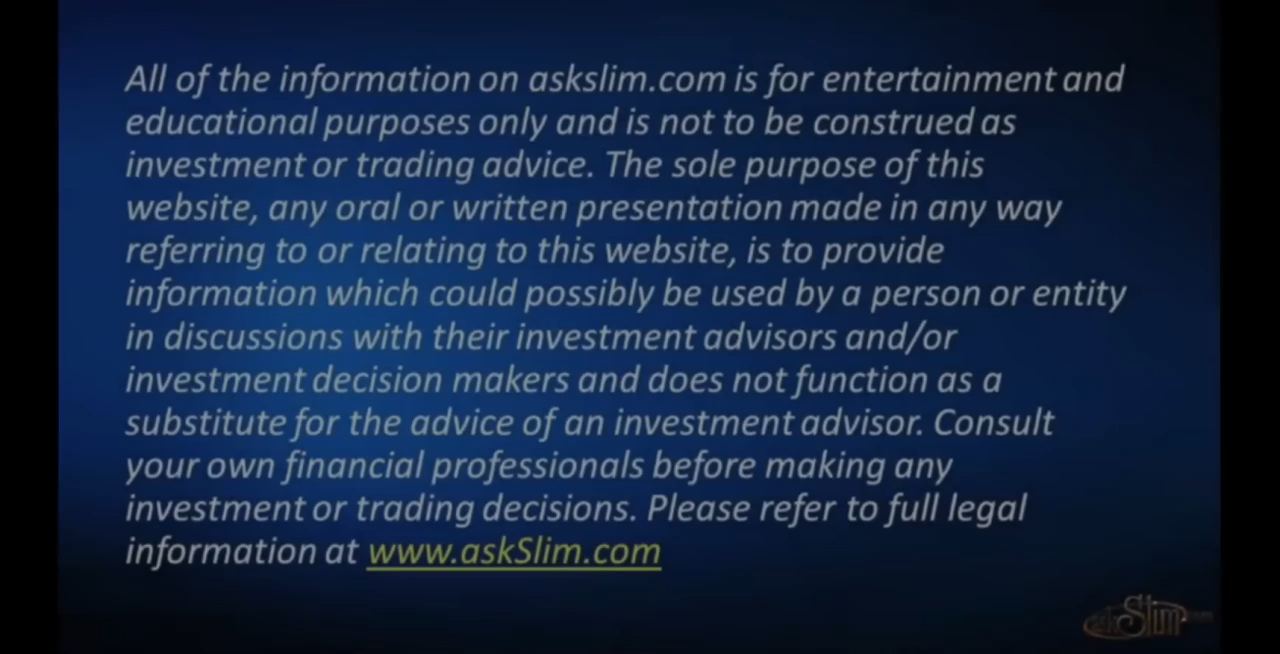 All of the information on askslim.com is for entertainment and
educational purposes only and is not to be construed as
investment or trading advice. The sole purpose of this
website, any oral or written presentation made in any way
referring to or relating to this website, is to provide
information which could possibly be used by a person or entity
in discussions with their investment advisors and/or
investment decision makers and does not function as a
substitute for the advice of an investment advisor. Consult
your own financial professionals before making any
investment or trading decisions. Please refer to full legal
information at www.askSlim.com
askSlim